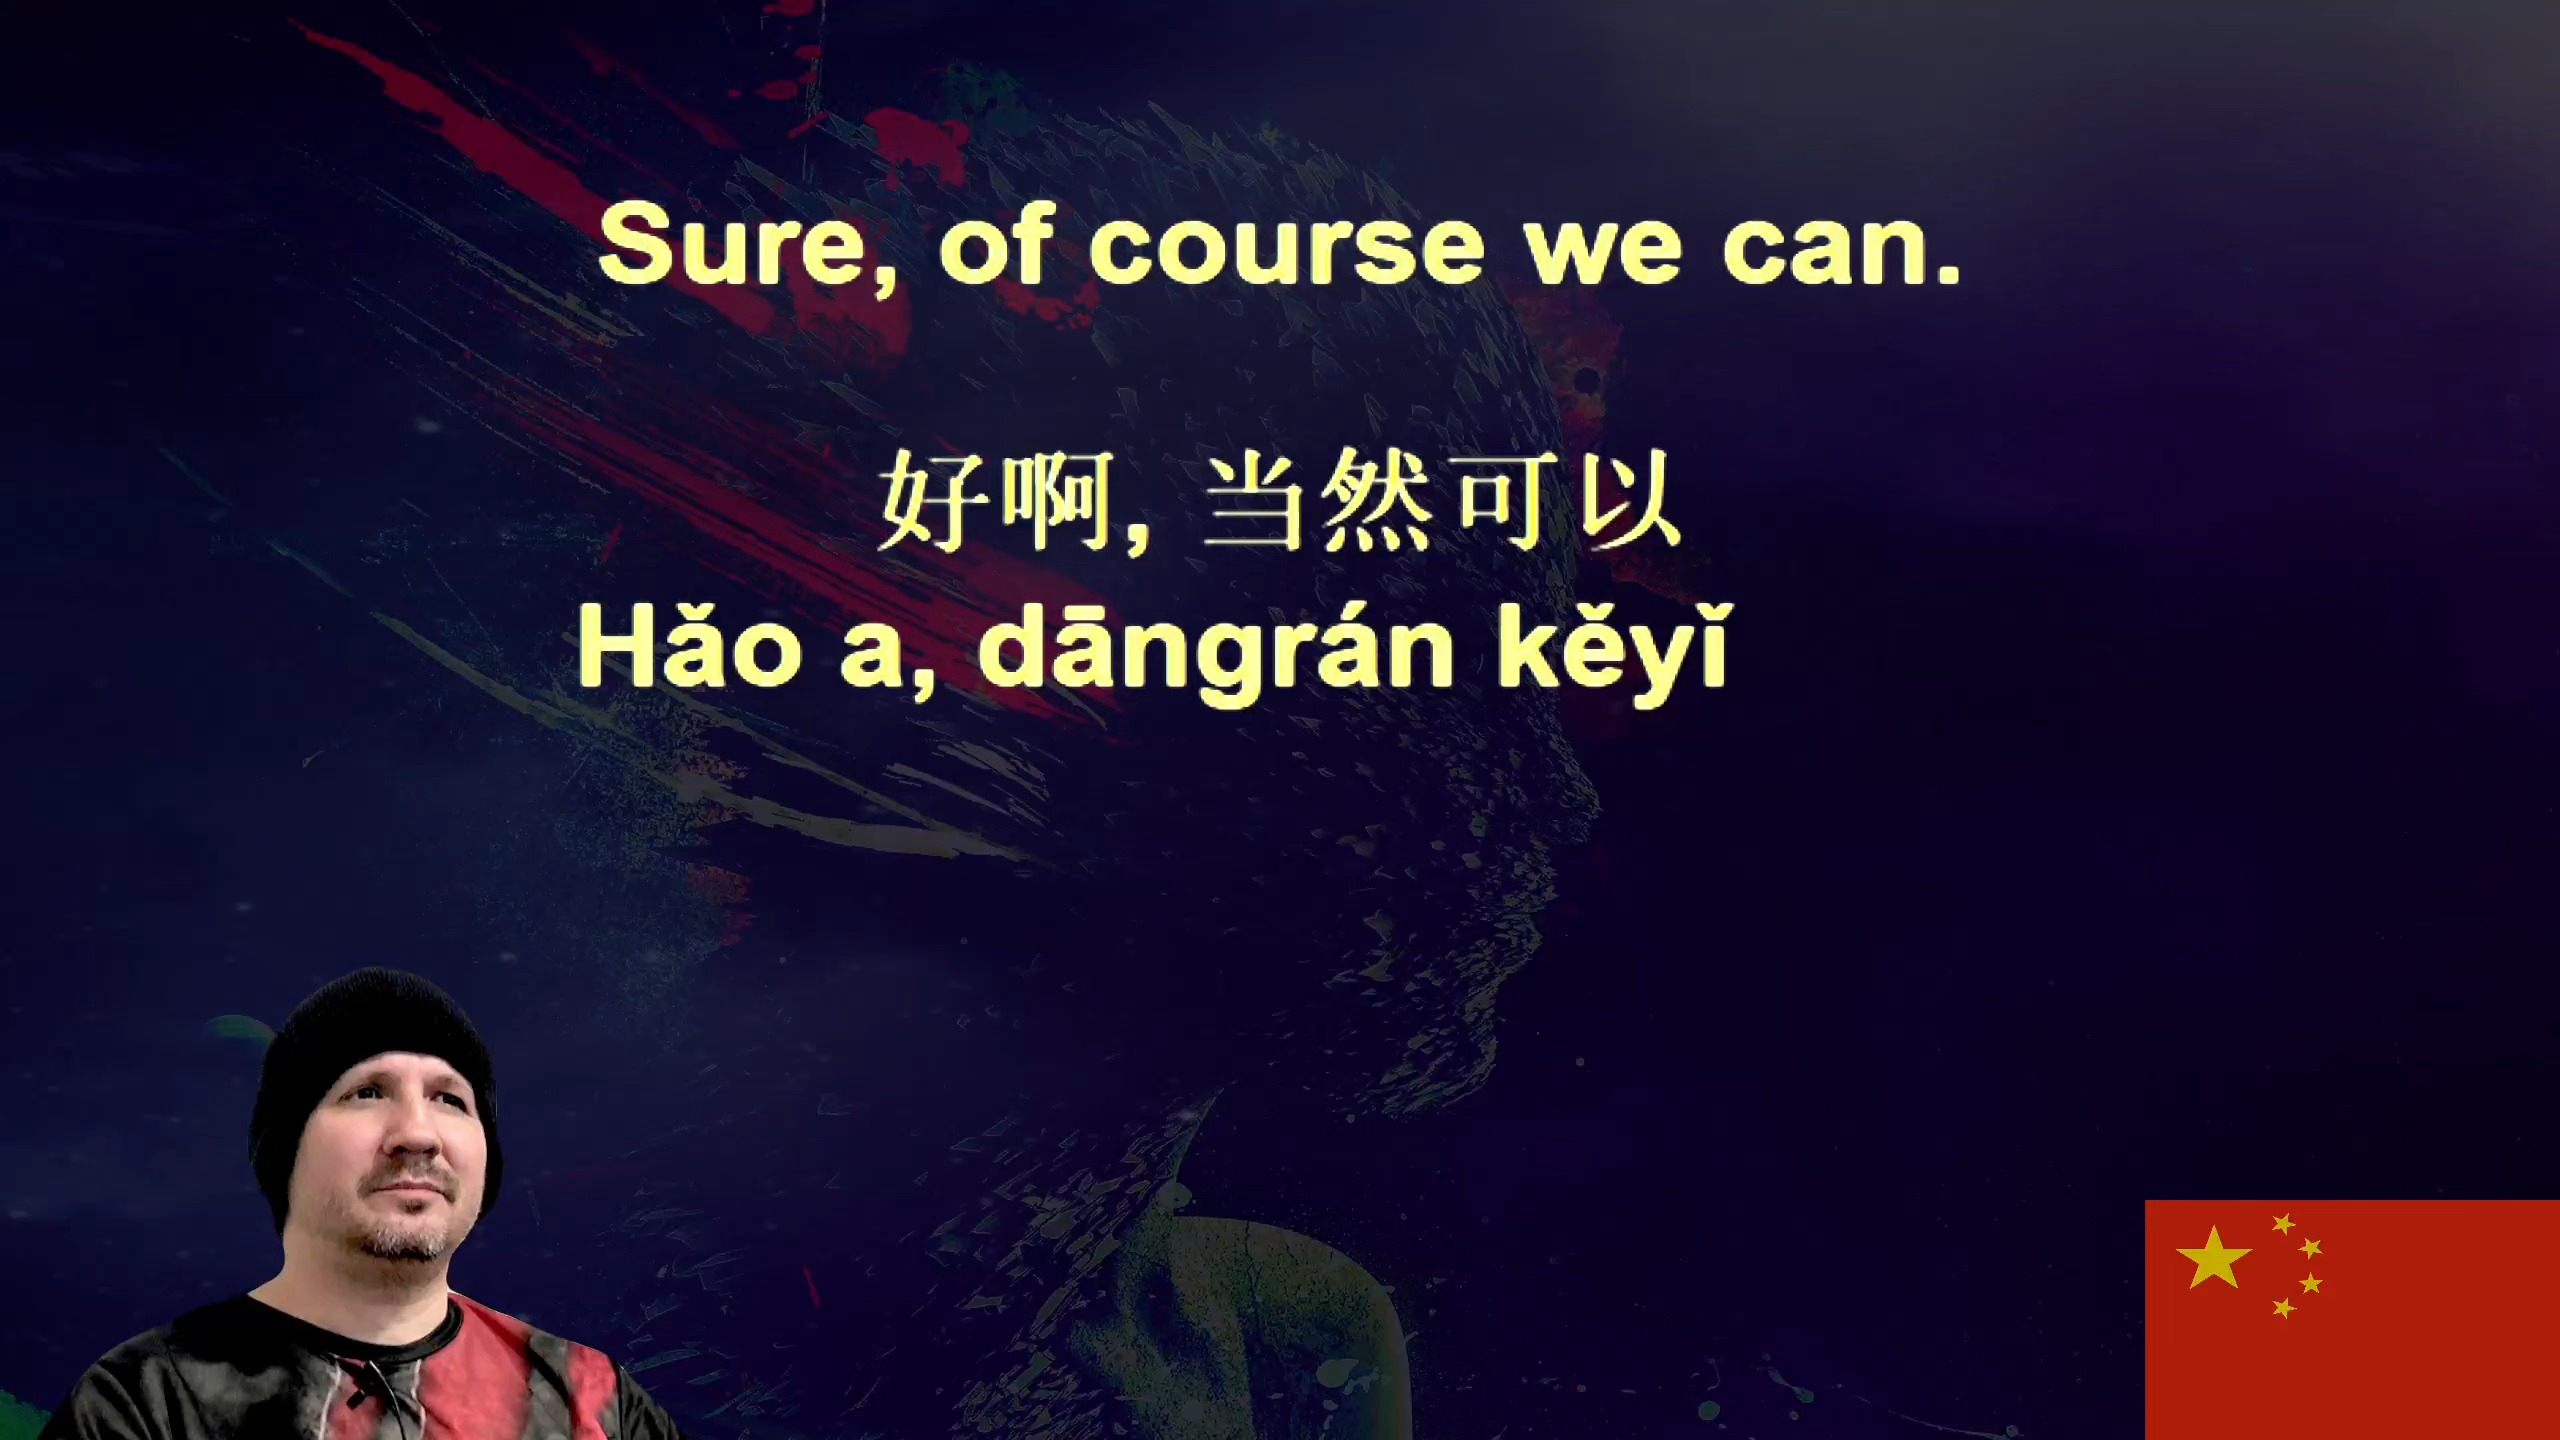 Sure, of course we can.
好啊, 当然可以
Hǎo a, dāngrán kěyǐ